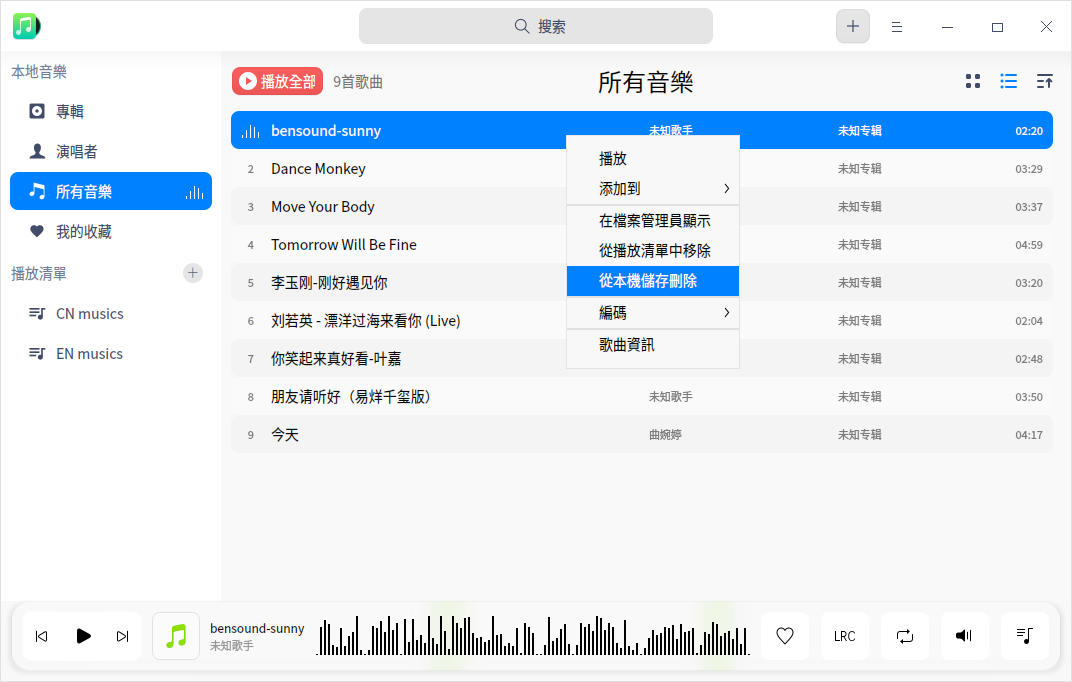 搜索
本地音樂
專輯
演唱者
所有音樂
我的收藏
播放清單
CN musics
EN musics
播放全部 9首歌曲 所有音樂
bensound-sunny 未知歌手 未知专辑 02:20
2 Dance Monkey 未知专辑 03:29
3 Move Your Body 未知专辑 03:37
4 Tomorrow Will Be Fine 未知专辑 04:59
5 李玉刚-刚好遇见你 未知专辑 03:20
6 刘若英 - 漂洋过海来看你 (Live) 未知专辑 02:04
7 你笑起来真好看-叶嘉 未知专辑 02:48
8 朋友请听好（易烊千玺版） 未知歌手 未知专辑 03:50
9 今天 曲婉婷 未知专辑 04:17
播放
添加到
在檔案管理員顯示
從播放清單中移除
從本機儲存刪除
編碼
歌曲資訊
bensound-sunny
未知歌手
LRC